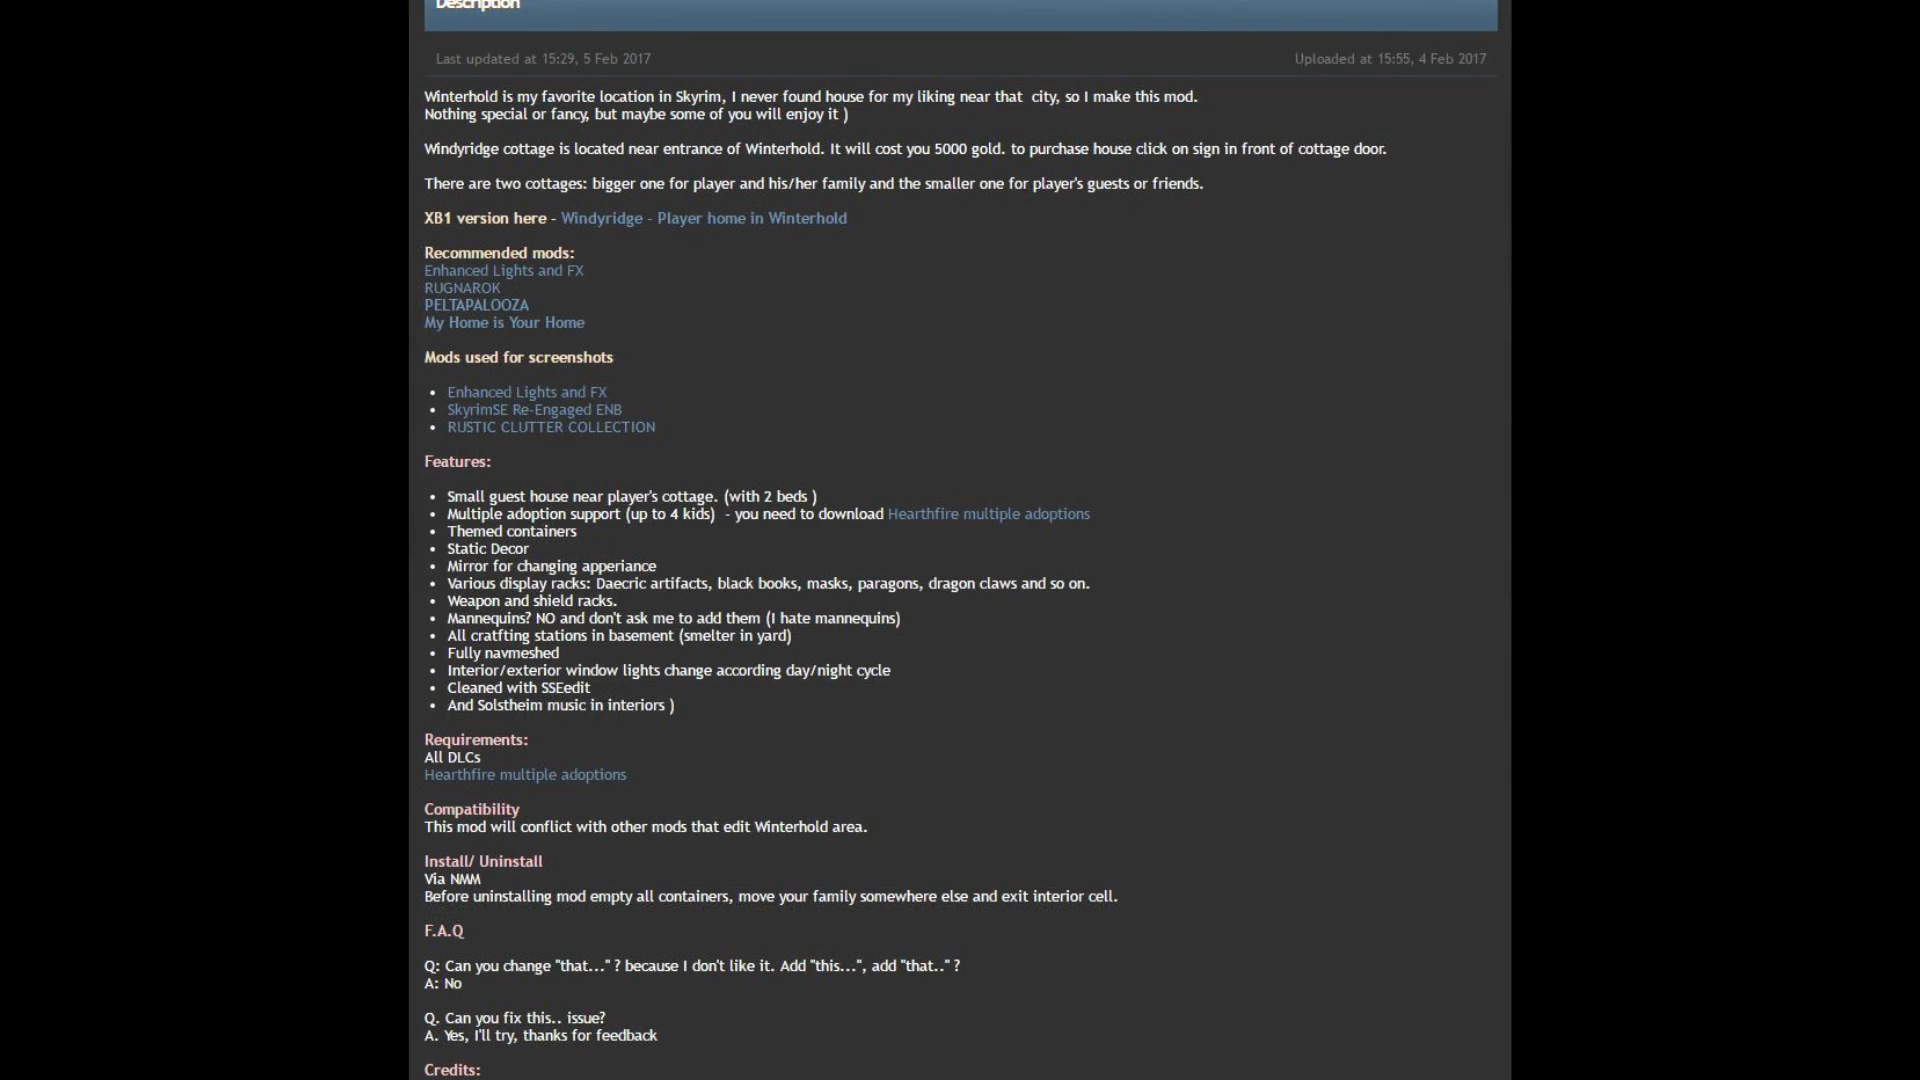 Description
Last updated at 15:29, 5 Feb 2017
Uploaded at 15:55, 4 Feb 2017
Winterhold is my favorite location in Skyrim, I never found house for my liking near that city, so I make this mod.
Nothing special or fancy, but maybe some of you will enjoy it )
Windyridge cottage is located near entrance of Winterhold. It will cost you 5000 gold. to purchase house click on sign in front of cottage door.
There are two cottages: bigger one for player and his/her family and the smaller one for player's guests or friends.
XB1 version here - Windyridge - Player home in Winterhold
Recommended mods:
Enhanced Lights and FX
RUGNAROK
PELTAPALOOZA
My Home is Your Home
Mods used for screenshots
• Enhanced Lights and FX
• SkyrimSE Re-Engaged ENB
• RUSTIC CLUTTER COLLECTION
Features:
• Small guest house near player's cottage. (with 2 beds )
• Multiple adoption support (up to 4 kids) - you need to download Hearthfire multiple adoptions
• Themed containers
• Static Decor
• Mirror for changing apperiance
• Various display racks: Daecric artifacts, black books, masks, paragons, dragon claws and so on.
• Weapon and shield racks.
• Mannequins? NO and don't ask me to add them (I hate mannequins)
• All cratfting stations in basement (smelter in yard)
• Fully navmeshed
• Interior/exterior window lights change according day/night cycle
• Cleaned with SSEedit
• And Solstheim music in interiors )
Requirements:
All DLCs
Hearthfire multiple adoptions
Compatibility
This mod will conflict with other mods that edit Winterhold area.
Install/ Uninstall
Via NMM
Before uninstalling mod empty all containers, move your family somewhere else and exit interior cell.
F.A.Q
Q: Can you change "that..." ? because I don't like it. Add "this...", add "that.." ?
A: No
Q. Can you fix this.. issue?
A. Yes, I'll try, thanks for feedback
Credits: